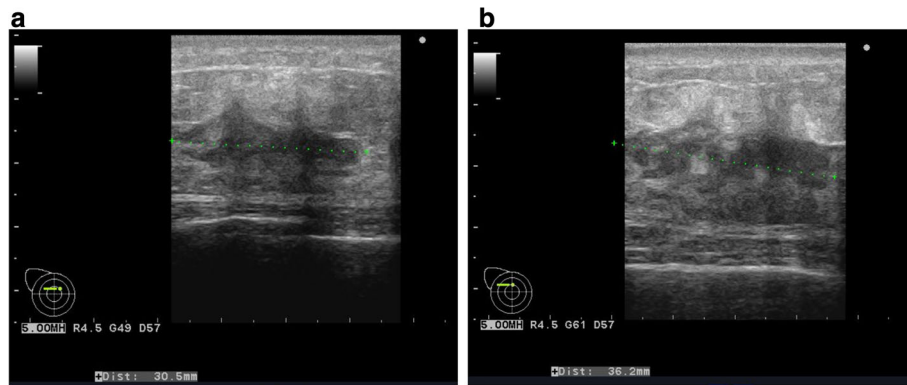 a
b
5.00MH R4.5 G49 D57
+Dist: 30.5mm
5.00MH R4.5 G61 D57
+Dist: 36.2mm